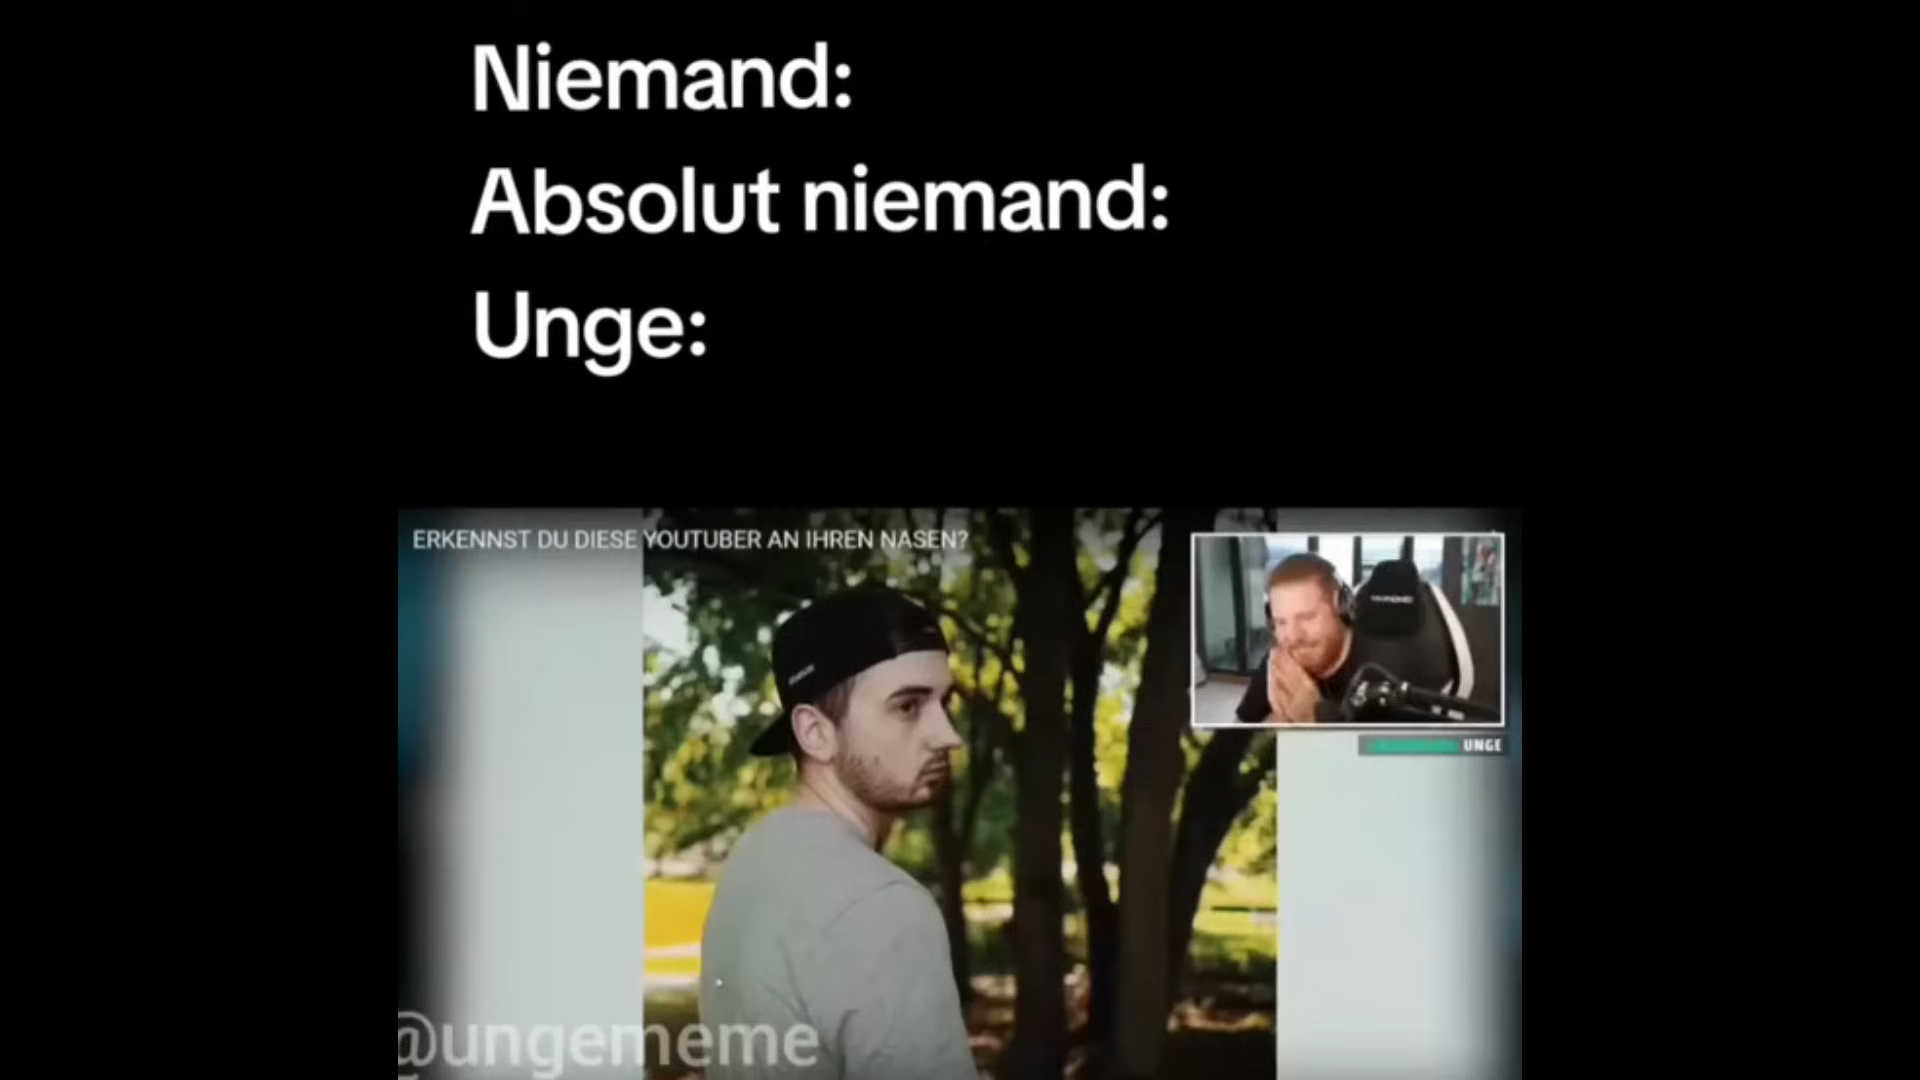 Niemand:
Absolut niemand:
Unge:
ERKENNST DU DIESE YOUTUBER AN IHREN NASEN?
UNGE
@ungememe